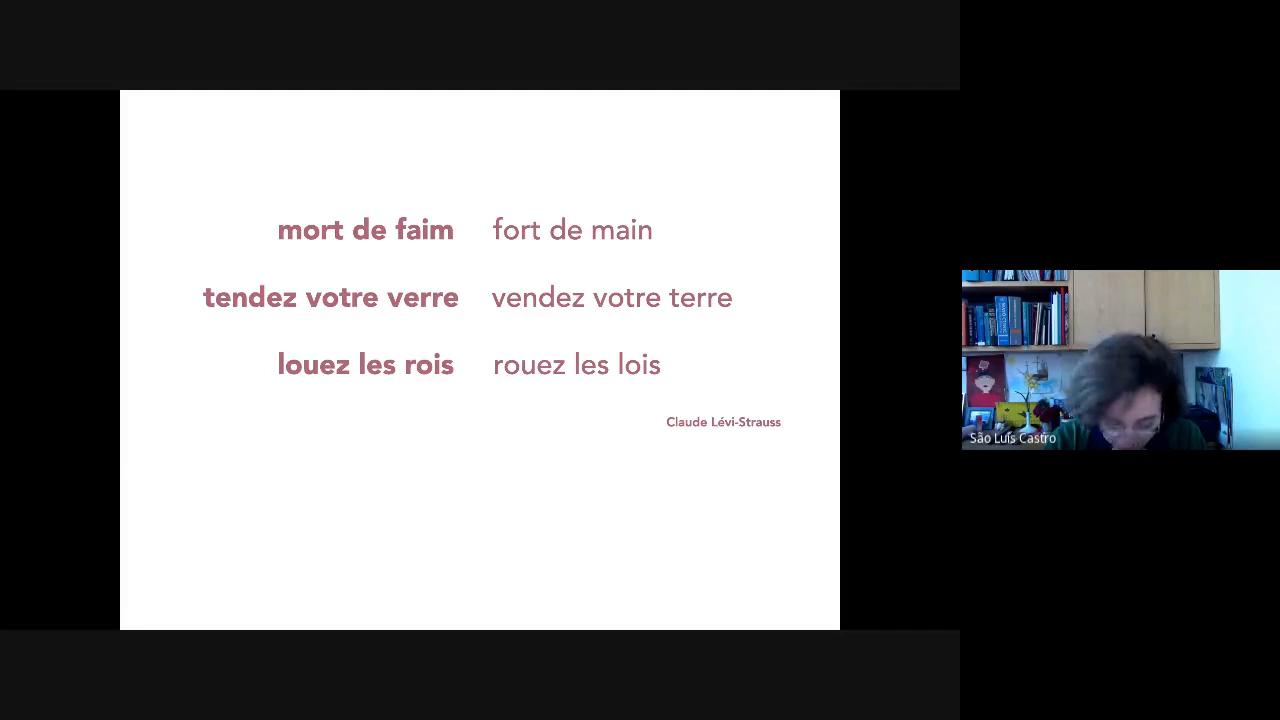 mort de faim fort de main
tendez votre verre vendez votre terre
louez les rois rouez les lois
Claude Lévi-Strauss
São Luís Castro